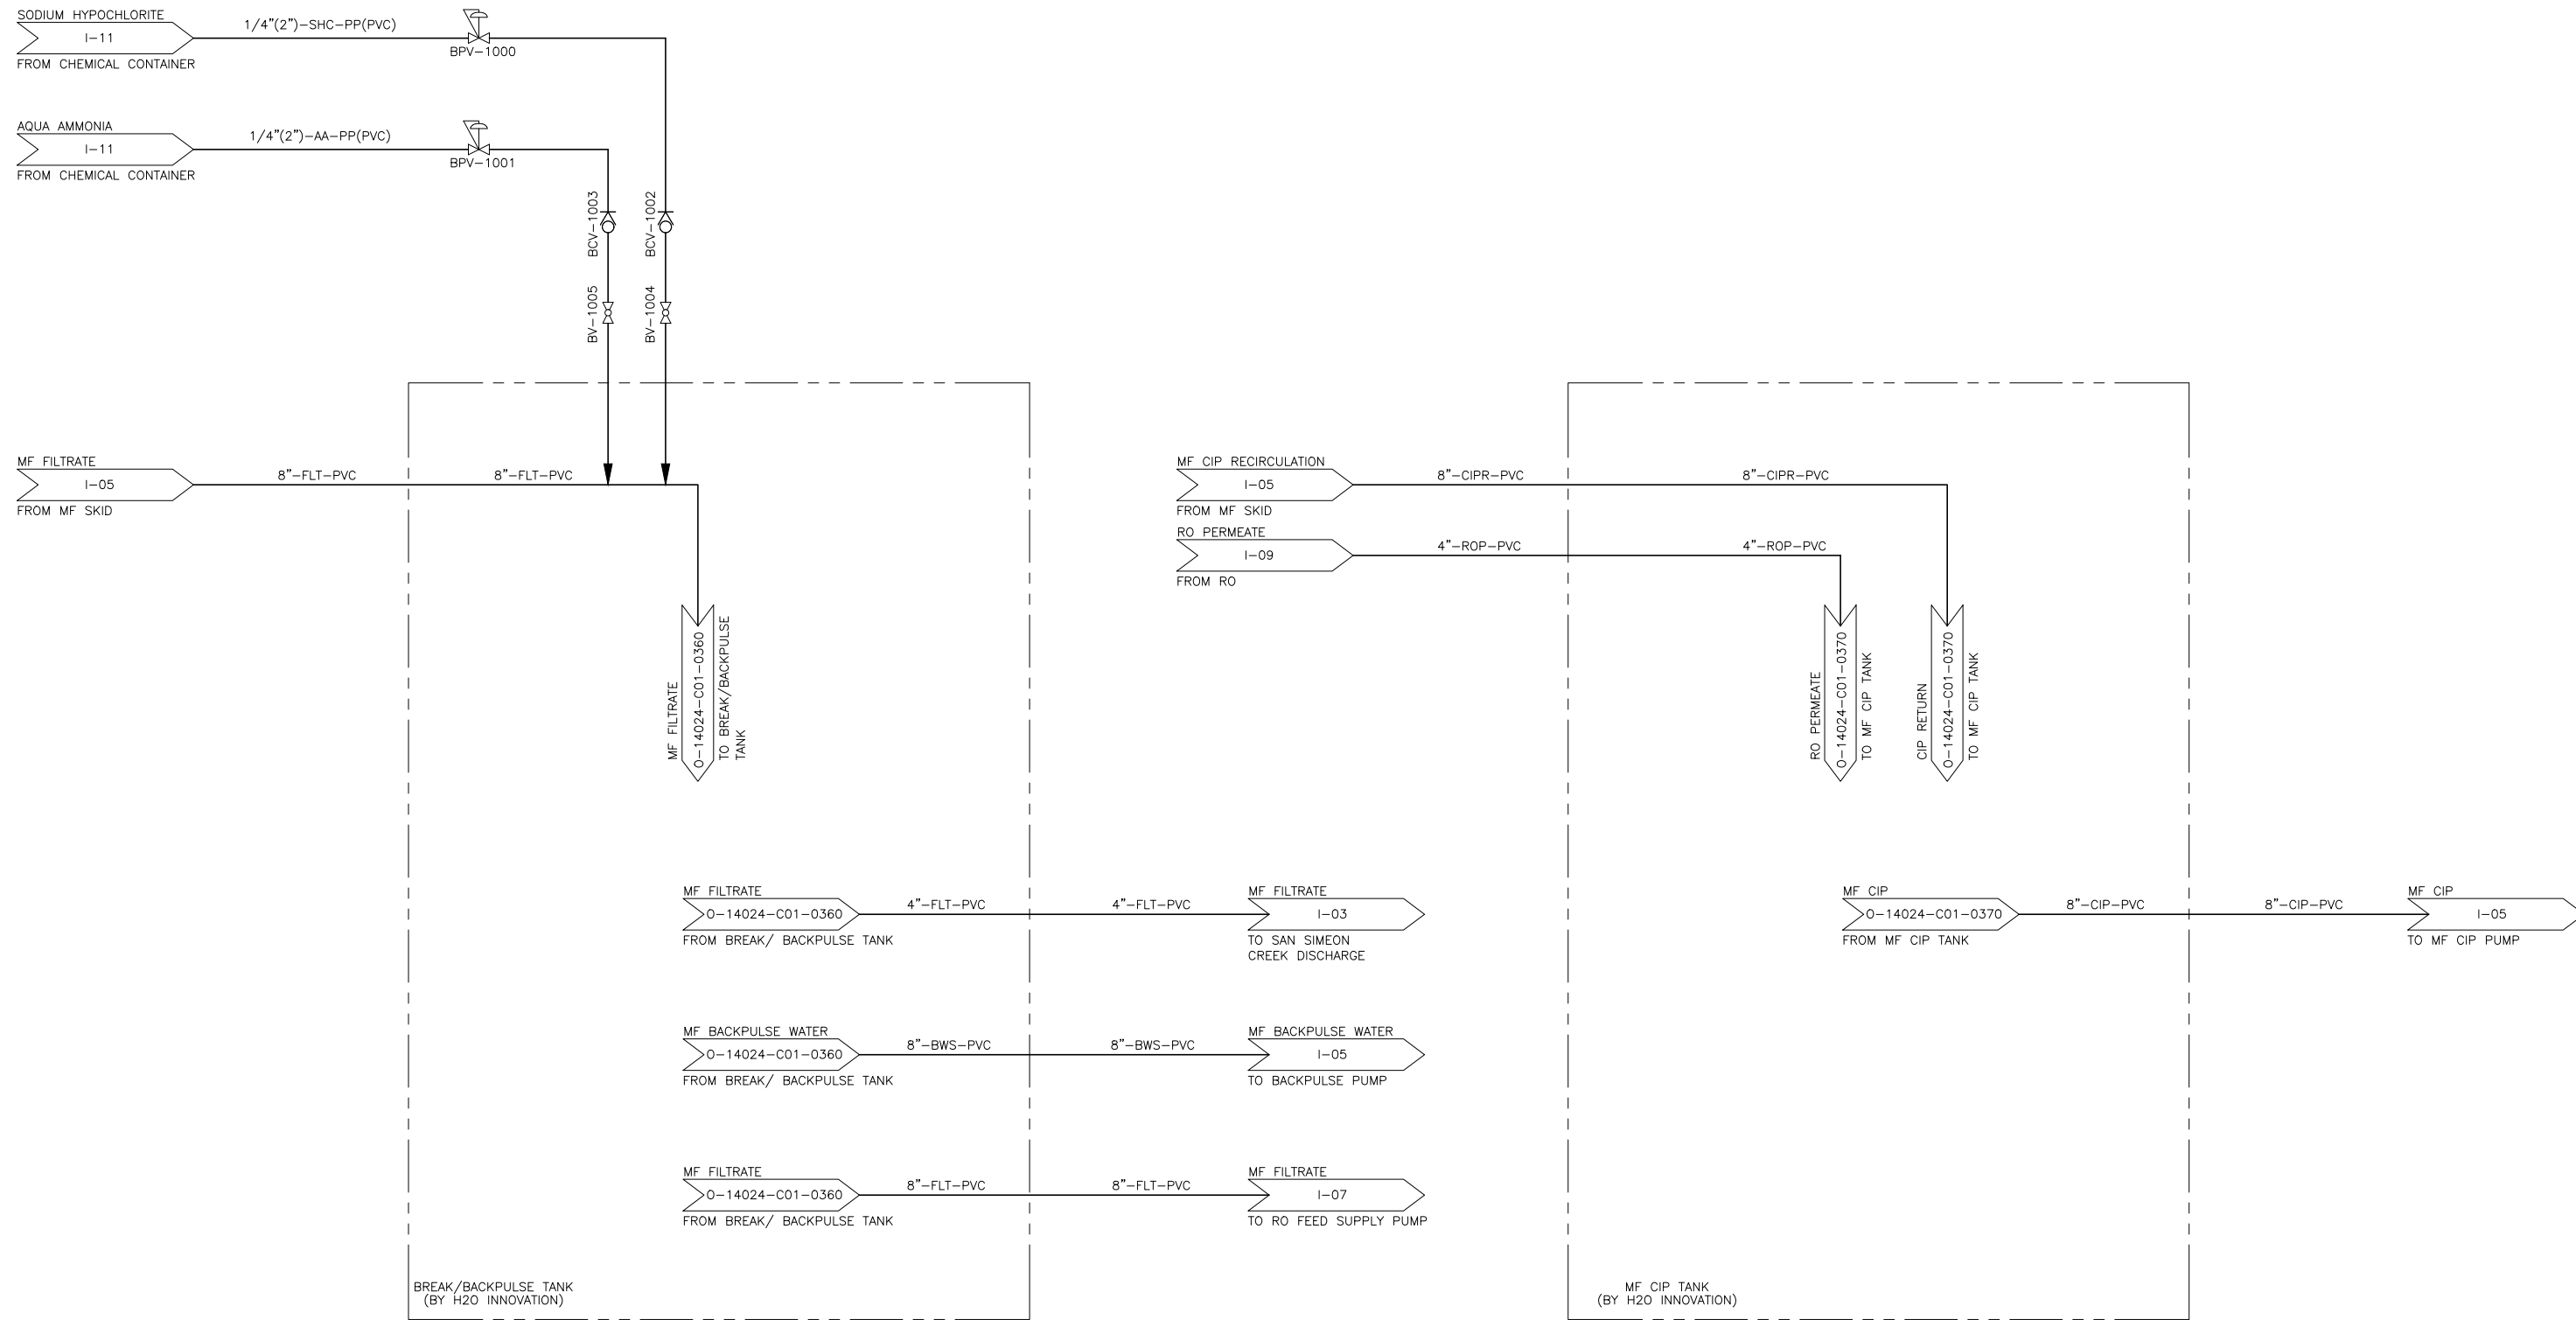 SODIUM HYPOCHLORITE
I-11
FROM CHEMICAL CONTAINER
1/4"(2")-SHC-PP(PVC)
BPV-1000
AQUA AMMONIA
I-11
FROM CHEMICAL CONTAINER
1/4"(2")-AA-PP(PVC)
BPV-1001
BCV-1003
BCV-1002
BV-1005
BV-1004
MF FILTRATE
I-05
FROM MF SKID
8"-FLT-PVC
8"-FLT-PVC
MF FILTRATE
O-14024-C01-0360
TO BREAK/BACKPULSE
TANK
MF FILTRATE
O-14024-C01-0360
FROM BREAK/ BACKPULSE TANK
4"-FLT-PVC
4"-FLT-PVC
MF FILTRATE
I-03
TO SAN SIMEON
CREEK DISCHARGE
MF BACKPULSE WATER
O-14024-C01-0360
FROM BREAK/ BACKPULSE TANK
8"-BWS-PVC
8"-BWS-PVC
MF BACKPULSE WATER
I-05
TO BACKPULSE PUMP
MF FILTRATE
O-14024-C01-0360
FROM BREAK/ BACKPULSE TANK
8"-FLT-PVC
8"-FLT-PVC
MF FILTRATE
I-07
TO RO FEED SUPPLY PUMP
BREAK/BACKPULSE TANK
(BY H2O INNOVATION)
MF CIP RECIRCULATION
I-05
FROM MF SKID
8"-CIPR-PVC
8"-CIPR-PVC
RO PERMEATE
I-09
FROM RO
4"-ROP-PVC
4"-ROP-PVC
RO PERMEATE
O-14024-C01-0370
TO MF CIP TANK
CIP RETURN
O-14024-C01-0370
TO MF CIP TANK
MF CIP
O-14024-C01-0370
FROM MF CIP TANK
8"-CIP-PVC
8"-CIP-PVC
MF CIP
I-05
TO MF CIP PUMP
MF CIP TANK
(BY H2O INNOVATION)